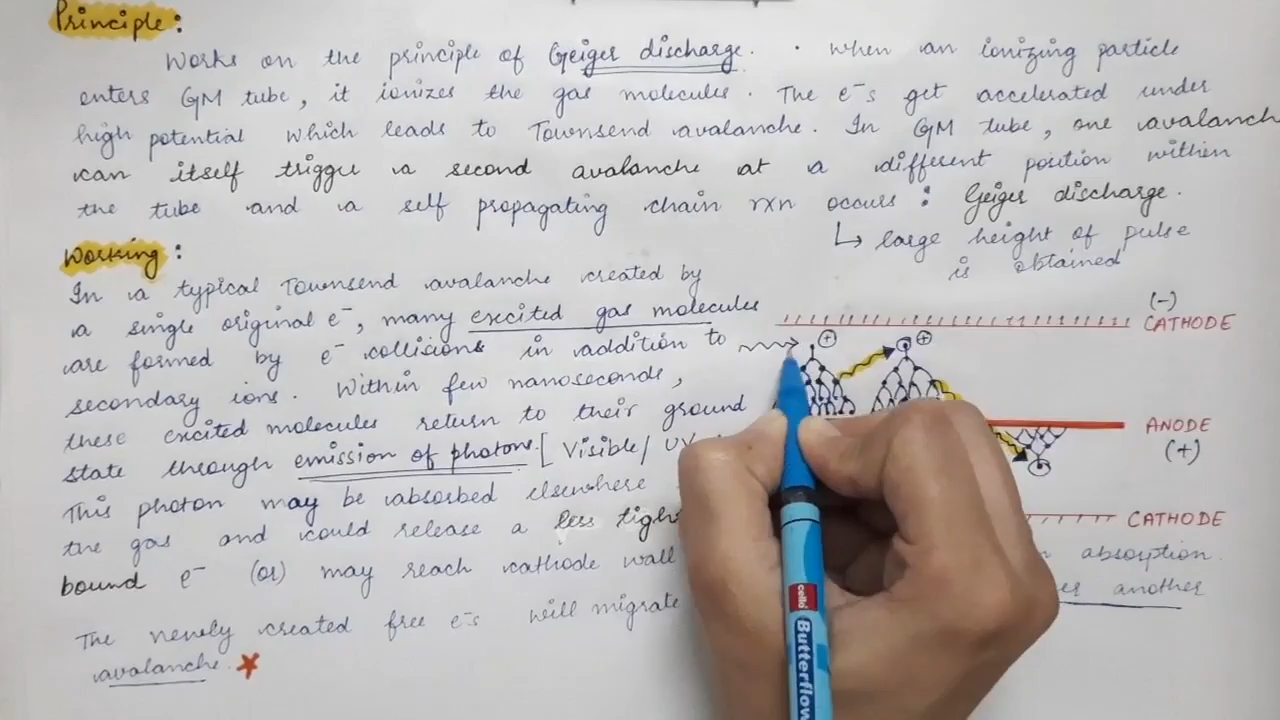 Principle:
Works on the principle of Geiger discharge. . When an ionizing particle
enters GM tube, it ionizes the gas molecules. The e⁻s get accelerated under
high potential which leads to Townsend avalanche. In GM tube, one avalanche
can itself trigger a second avalanche at a different position within
the tube and a self propagating chain rxn occurs : Geiger discharge.
↳ large height of pulse
is obtained
Working:
In a typical Townsend avalanche created by
a single original e⁻, many excited gas molecules
are formed by e⁻ collisions in addition to
secondary ions. Within few nanoseconds,
these excited molecules return to their ground
state through emission of photons. [Visible/ UV
This photon may be absorbed elsewhere
the gas and could release a less tigh
bound e⁻ (or) may reach cathode wall
The newly created free e⁻s will migrate
avalanche.
(-)
CATHODE
+ +
ANODE
(+)
CATHODE
absorption.
another
cello
Butterflow